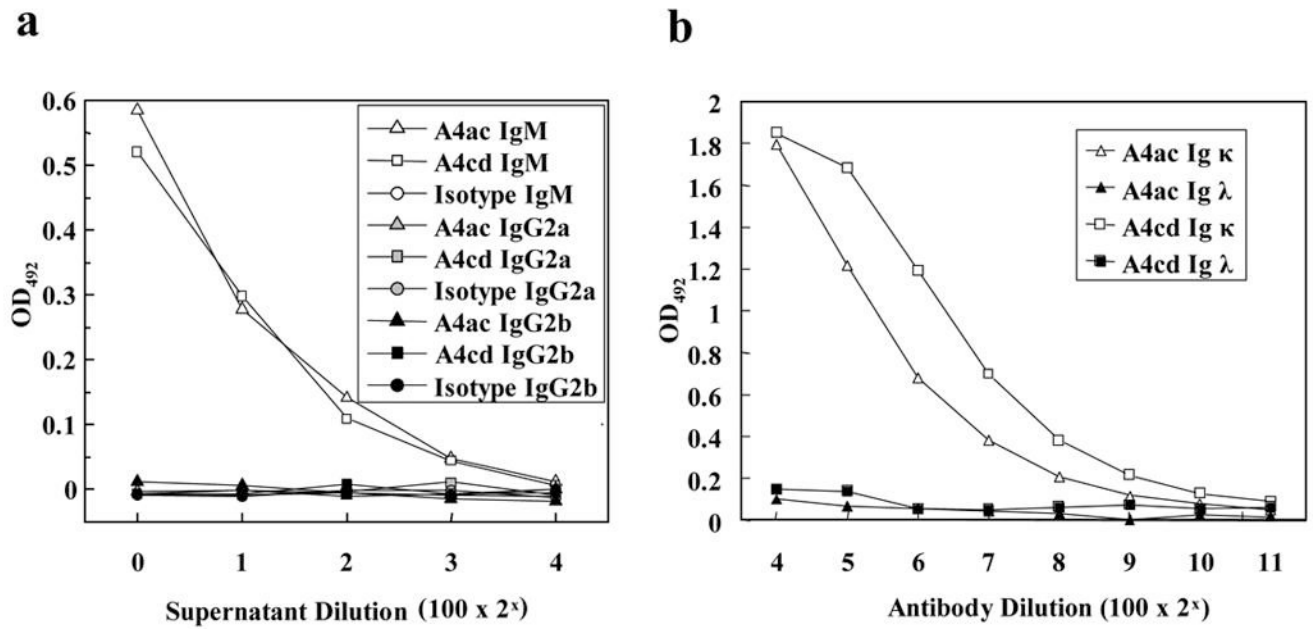 a
0.6
0.5
0.4
0.3
0.2
0.1
0
OD492
0 1 2 3 4
Supernatant Dilution (100 x 2ˣ)
A4ac IgM
A4cd IgM
Isotype IgM
A4ac IgG2a
A4cd IgG2a
Isotype IgG2a
A4ac IgG2b
A4cd IgG2b
Isotype IgG2b
b
2
1.8
1.6
1.4
1.2
1
0.8
0.6
0.4
0.2
0
OD492
4 5 6 7 8 9 10 11
Antibody Dilution (100 x 2ˣ)
A4ac Ig κ
A4ac Ig λ
A4cd Ig κ
A4cd Ig λ